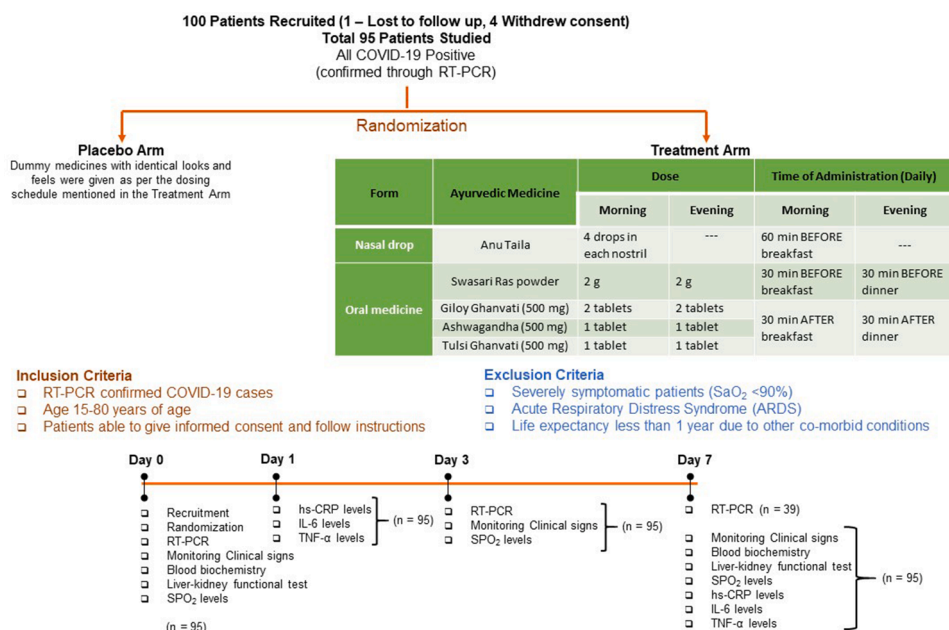 100 Patients Recruited (1 – Lost to follow up, 4 Withdrew consent)
Total 95 Patients Studied
All COVID-19 Positive
(confirmed through RT-PCR)
Randomization
Placebo Arm
Dummy medicines with identical looks and
feels were given as per the dosing
schedule mentioned in the Treatment Arm
Treatment Arm
Form Ayurvedic Medicine Dose Time of Administration (Daily)
Morning Evening Morning Evening
Nasal drop Anu Taila 4 drops in each nostril --- 60 min BEFORE breakfast ---
Oral medicine Swasari Ras powder 2 g 2 g 30 min BEFORE breakfast 30 min BEFORE dinner
Giloy Ghanvati (500 mg) 2 tablets 2 tablets 30 min AFTER breakfast 30 min AFTER dinner
Ashwagandha (500 mg) 1 tablet 1 tablet
Tulsi Ghanvati (500 mg) 1 tablet 1 tablet
Inclusion Criteria
RT-PCR confirmed COVID-19 cases
Age 15-80 years of age
Patients able to give informed consent and follow instructions
Exclusion Criteria
Severely symptomatic patients (SaO₂ <90%)
Acute Respiratory Distress Syndrome (ARDS)
Life expectancy less than 1 year due to other co-morbid conditions
Day 0
Recruitment
Randomization
RT-PCR
Monitoring Clinical signs
Blood biochemistry
Liver-kidney functional test
SPO₂ levels
(n = 95)
Day 1
hs-CRP levels
IL-6 levels
TNF-α levels
(n = 95)
Day 3
RT-PCR
Monitoring Clinical signs
SPO₂ levels
(n = 95)
Day 7
RT-PCR (n = 39)
Monitoring Clinical signs
Blood biochemistry
Liver-kidney functional test
SPO₂ levels
hs-CRP levels
IL-6 levels
TNF-α levels
(n = 95)